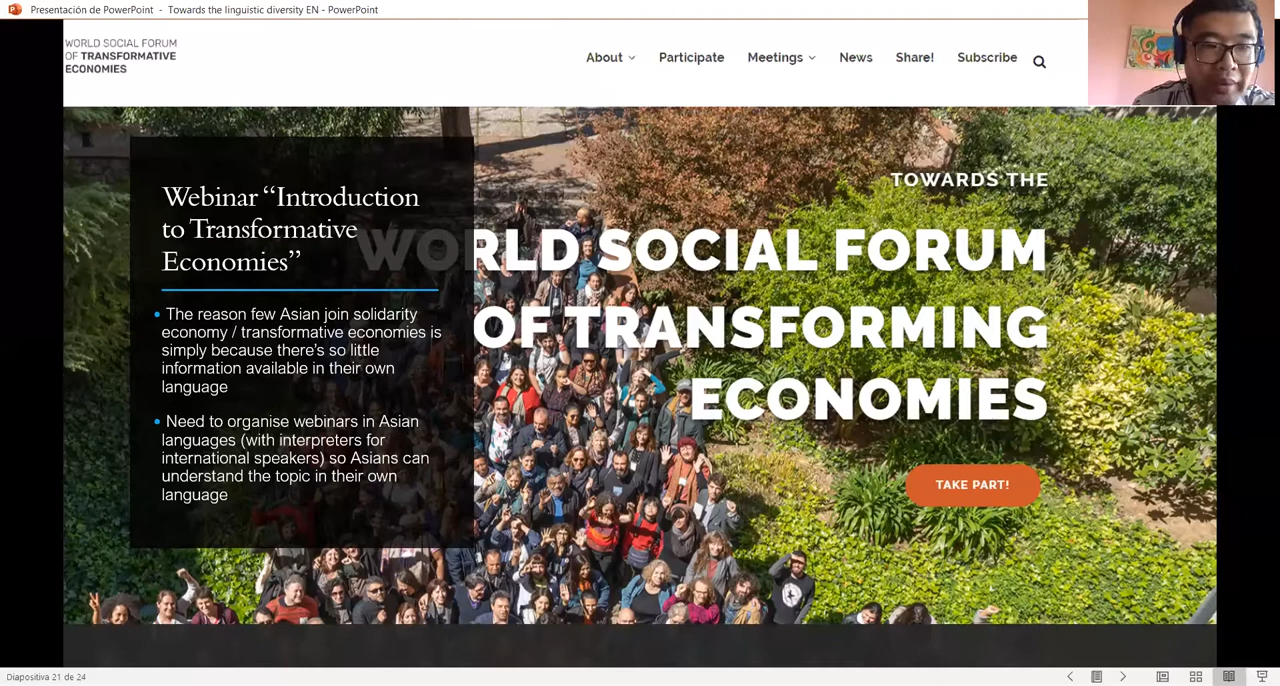 Presentación de PowerPoint - Towards the linguistic diversity EN - PowerPoint
WORLD SOCIAL FORUM
OF TRANSFORMATIVE
ECONOMIES
About
Participate
Meetings
News
Share!
Subscribe
Webinar “Introduction
to Transformative
Economies”
• The reason few Asian join solidarity
economy / transformative economies is
simply because there's so little
information available in their own
language
• Need to organise webinars in Asian
languages (with interpreters for
international speakers) so Asians can
understand the topic in their own
language
TOWARDS THE
WORLD SOCIAL FORUM
OF TRANSFORMING
ECONOMIES
TAKE PART!
Diapositiva 21 de 24